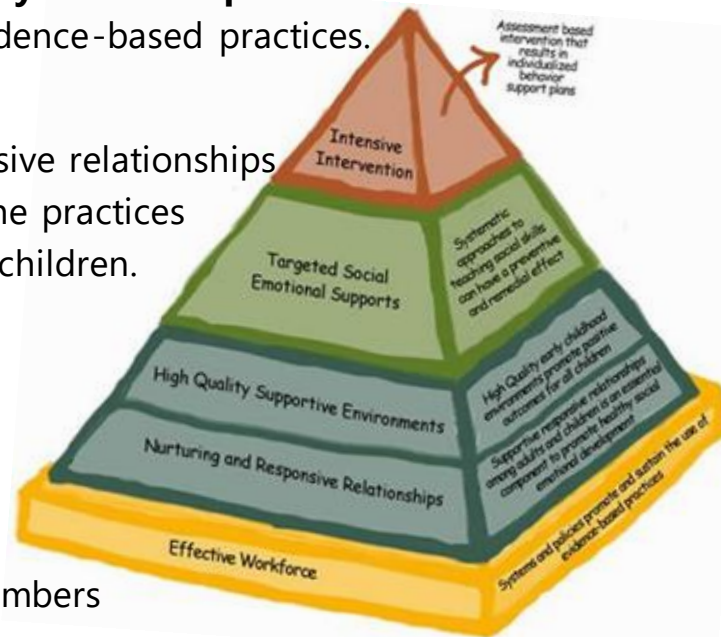 dence-based practices.
sive relationships
ne practices
children.
mbers
Assessment based
intervention that
results in
individualized
behavior
support plans
Intensive
Intervention
Targeted Social
Emotional Supports
Systematic
approaches to
teaching social skills
can have a preventive
and remedial effect
High Quality Supportive Environments
High Quality early childhood
environments promote positive
outcomes for all children
Nurturing and Responsive Relationships
Supportive responsive relationships
among adults and children is an essential
component to promote healthy social
emotional development
Effective Workforce
Systems and policies promote and sustain the use of
evidence-based practices